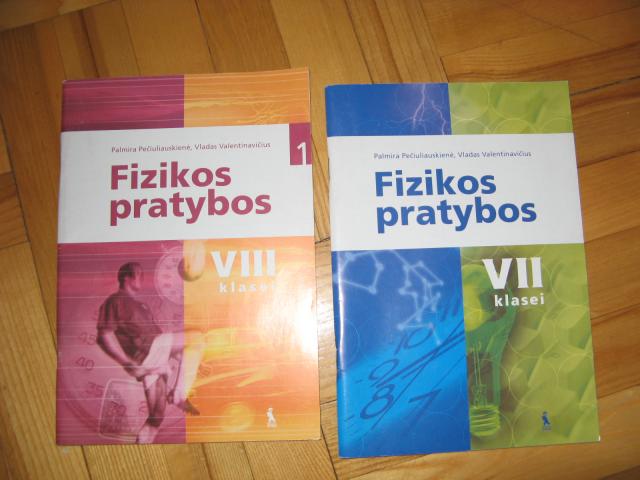 Palmira Pečiuliauskienė, Vladas Valentinavičius
1
Fizikos
pratybos
VIII
klasei
Palmira Pečiuliauskienė, Vladas Valentinavičius
Fizikos
pratybos
VII
klasei